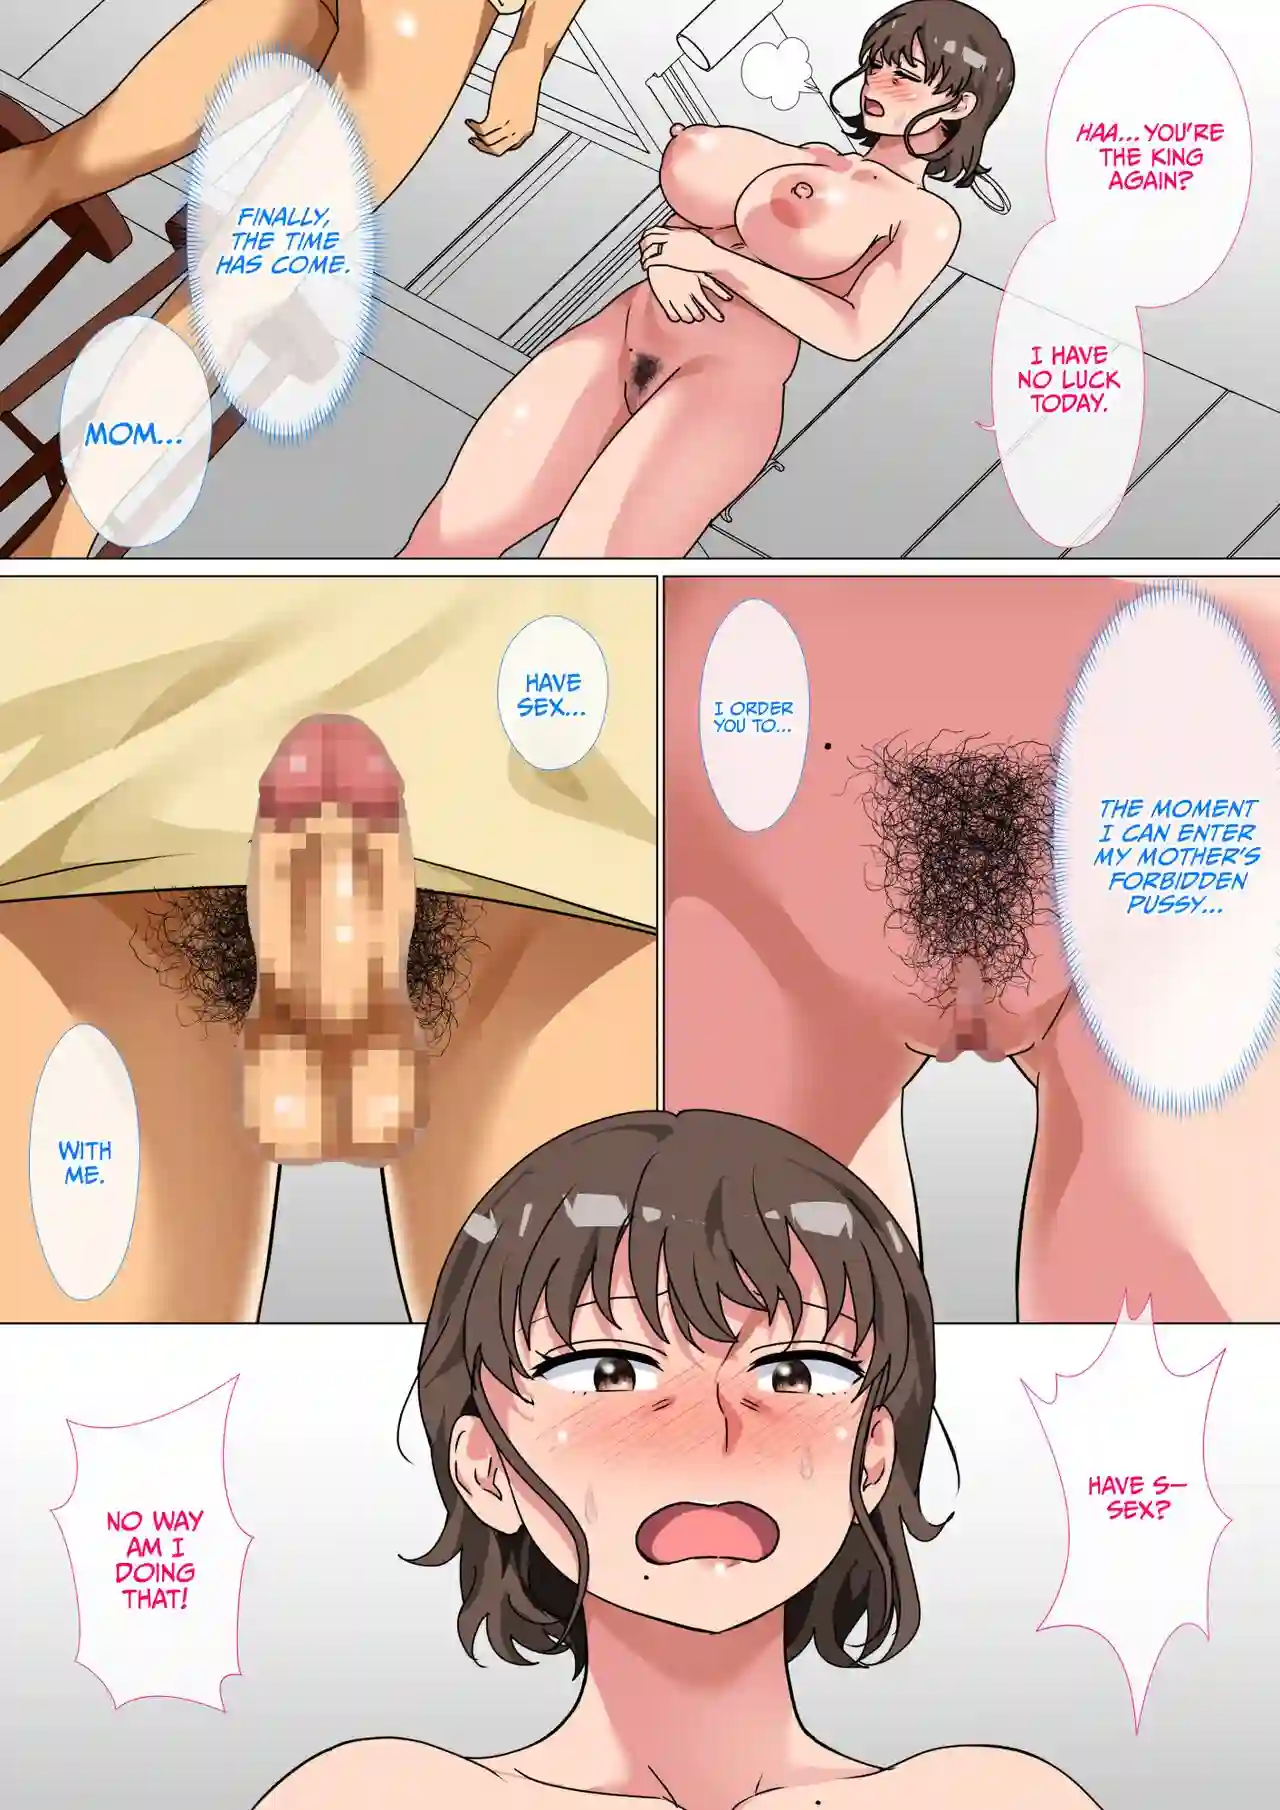 HAA... YOU'RE
THE KING
AGAIN?
I HAVE
NO LUCK
TODAY.
FINALLY,
THE TIME
HAS COME.
MOM...
THE MOMENT
I CAN ENTER
MY MOTHER'S
FORBIDDEN
PUSSY...
I ORDER
YOU TO...
HAVE
SEX...
WITH
ME.
HAVE S—
SEX?
NO WAY
AM I
DOING
THAT!